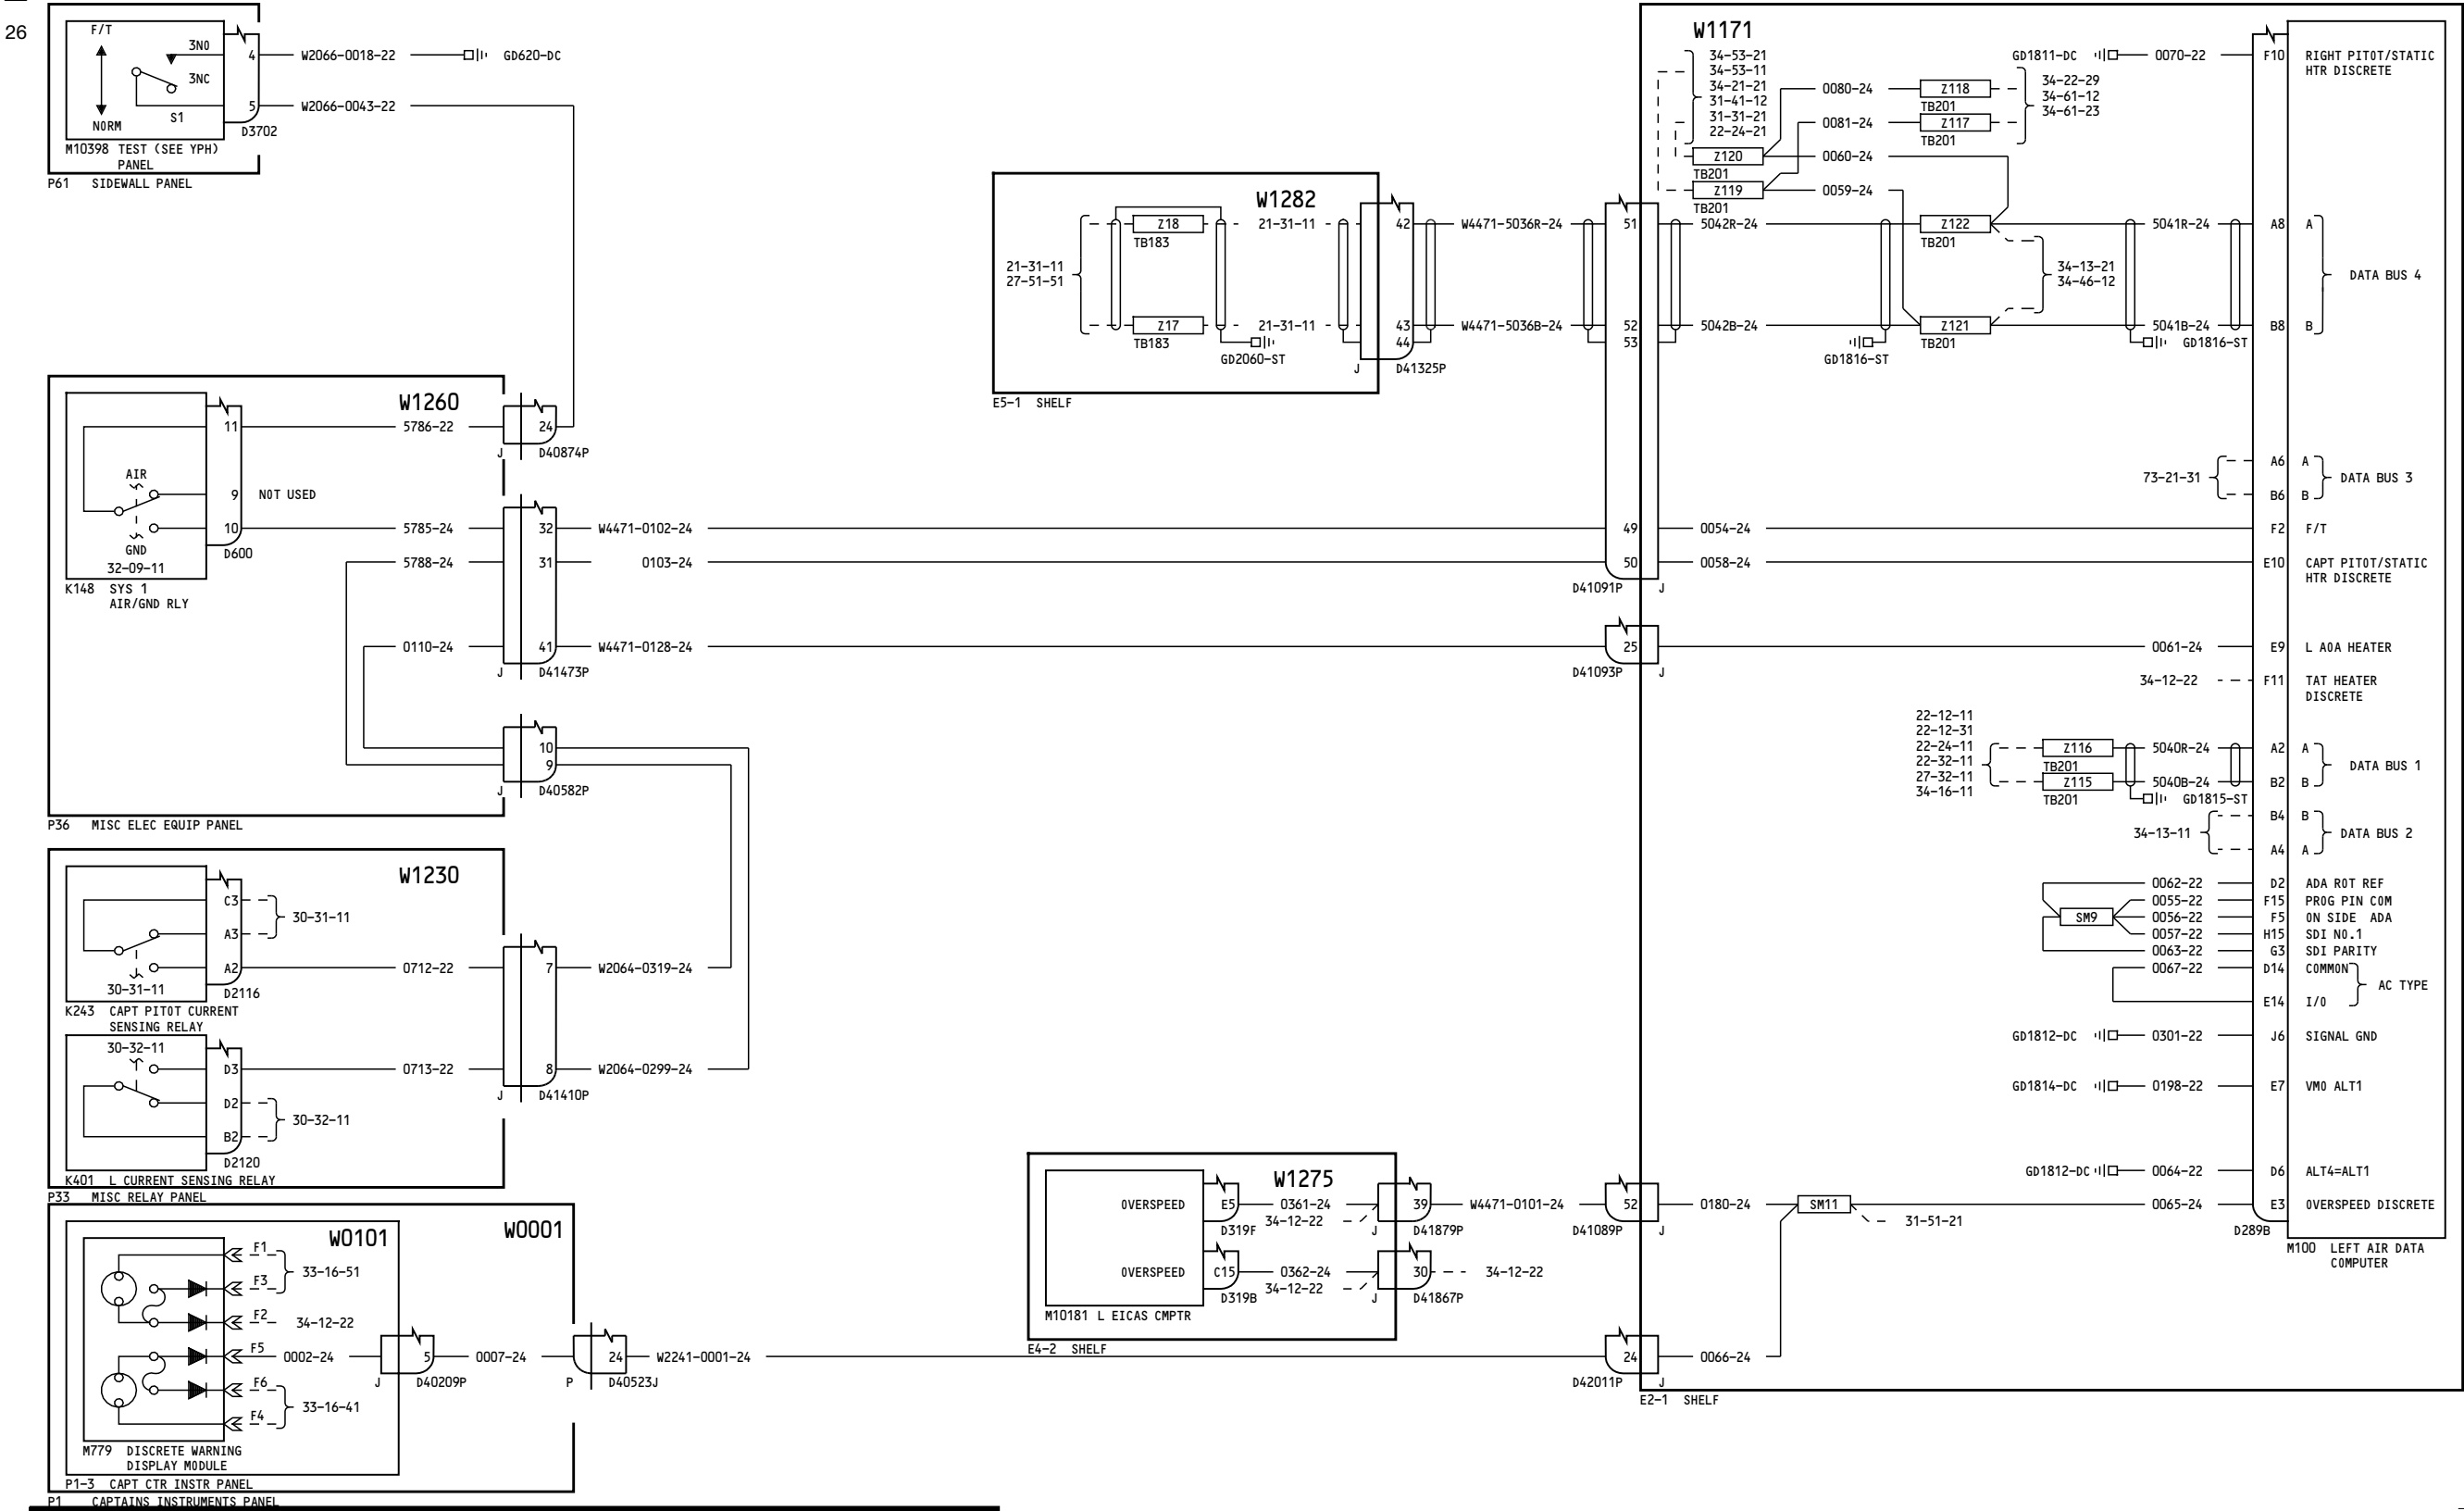 26
F/T
3NO
3NC
S1
NORM
4
5
D3702
W2066-0018-22
GD620-DC
W2066-0043-22
M10398 TEST (SEE YPH)
PANEL
P61 SIDEWALL PANEL
W1260
11
5786-22
24
J
D40874P
AIR
9
NOT USED
10
5785-24
32
W4471-0102-24
GND
D600
32-09-11
5788-24
31
0103-24
K148 SYS 1
AIR/GND RLY
0110-24
41
W4471-0128-24
J
D41473P
10
9
J
D40582P
P36 MISC ELEC EQUIP PANEL
W1230
C3
30-31-11
A3
A2
0712-22
7
W2064-0319-24
30-31-11
D2116
K243 CAPT PITOT CURRENT
SENSING RELAY
30-32-11
D3
0713-22
8
W2064-0299-24
J
D41410P
D2
30-32-11
B2
D2120
K401 L CURRENT SENSING RELAY
P33 MISC RELAY PANEL
W0101
W0001
F1
33-16-51
F3
F2
34-12-22
F5
0002-24
5
0007-24
24
W2241-0001-24
J
D40209P
P
D40523J
F6
33-16-41
F4
M779 DISCRETE WARNING
DISPLAY MODULE
P1-3 CAPT CTR INSTR PANEL
P1 CAPTAINS INSTRUMENTS PANEL
W1282
Z18
TB183
21-31-11
42
W4471-5036R-24
51
21-31-11
27-51-51
Z17
TB183
21-31-11
43
W4471-5036B-24
52
44
53
GD2060-ST
J
D41325P
E5-1 SHELF
49
50
D41091P
J
25
D41093P
J
W1275
OVERSPEED
E5
0361-24
39
W4471-0101-24
52
34-12-22
D319F
J
D41879P
D41089P
J
OVERSPEED
C15
0362-24
30
34-12-22
34-12-22
D319B
J
D41867P
M10181 L EICAS CMPTR
E4-2 SHELF
24
D42011P
J
W1171
34-53-21
34-53-11
34-21-21
31-41-12
31-31-21
22-24-21
GD1811-DC
0070-22
F10
RIGHT PITOT/STATIC
HTR DISCRETE
0080-24
Z118
TB201
34-22-29
34-61-12
34-61-23
0081-24
Z117
TB201
Z120
TB201
0060-24
Z119
TB201
0059-24
5042R-24
Z122
TB201
5041R-24
A8
A
34-13-21
34-46-12
DATA BUS 4
5042B-24
Z121
TB201
5041B-24
B8
B
GD1816-ST
GD1816-ST
A6
A
73-21-31
DATA BUS 3
B6
B
0054-24
F2
F/T
0058-24
E10
CAPT PITOT/STATIC
HTR DISCRETE
0061-24
E9
L AOA HEATER
34-12-22
F11
TAT HEATER
DISCRETE
22-12-11
22-12-31
22-24-11
22-32-11
27-32-11
34-16-11
Z116
TB201
5040R-24
A2
A
DATA BUS 1
Z115
TB201
5040B-24
B2
B
GD1815-ST
B4
B
34-13-11
DATA BUS 2
A4
A
0062-22
D2
ADA ROT REF
0055-22
F15
PROG PIN COM
SM9
0056-22
F5
ON SIDE ADA
0057-22
H15
SDI NO.1
0063-22
G3
SDI PARITY
0067-22
D14
COMMON
AC TYPE
E14
I/O
GD1812-DC
0301-22
J6
SIGNAL GND
GD1814-DC
0198-22
E7
VMO ALT1
GD1812-DC
0064-22
D6
ALT4=ALT1
0180-24
SM11
0065-24
E3
OVERSPEED DISCRETE
31-51-21
D289B
M100 LEFT AIR DATA
COMPUTER
0066-24
E2-1 SHELF